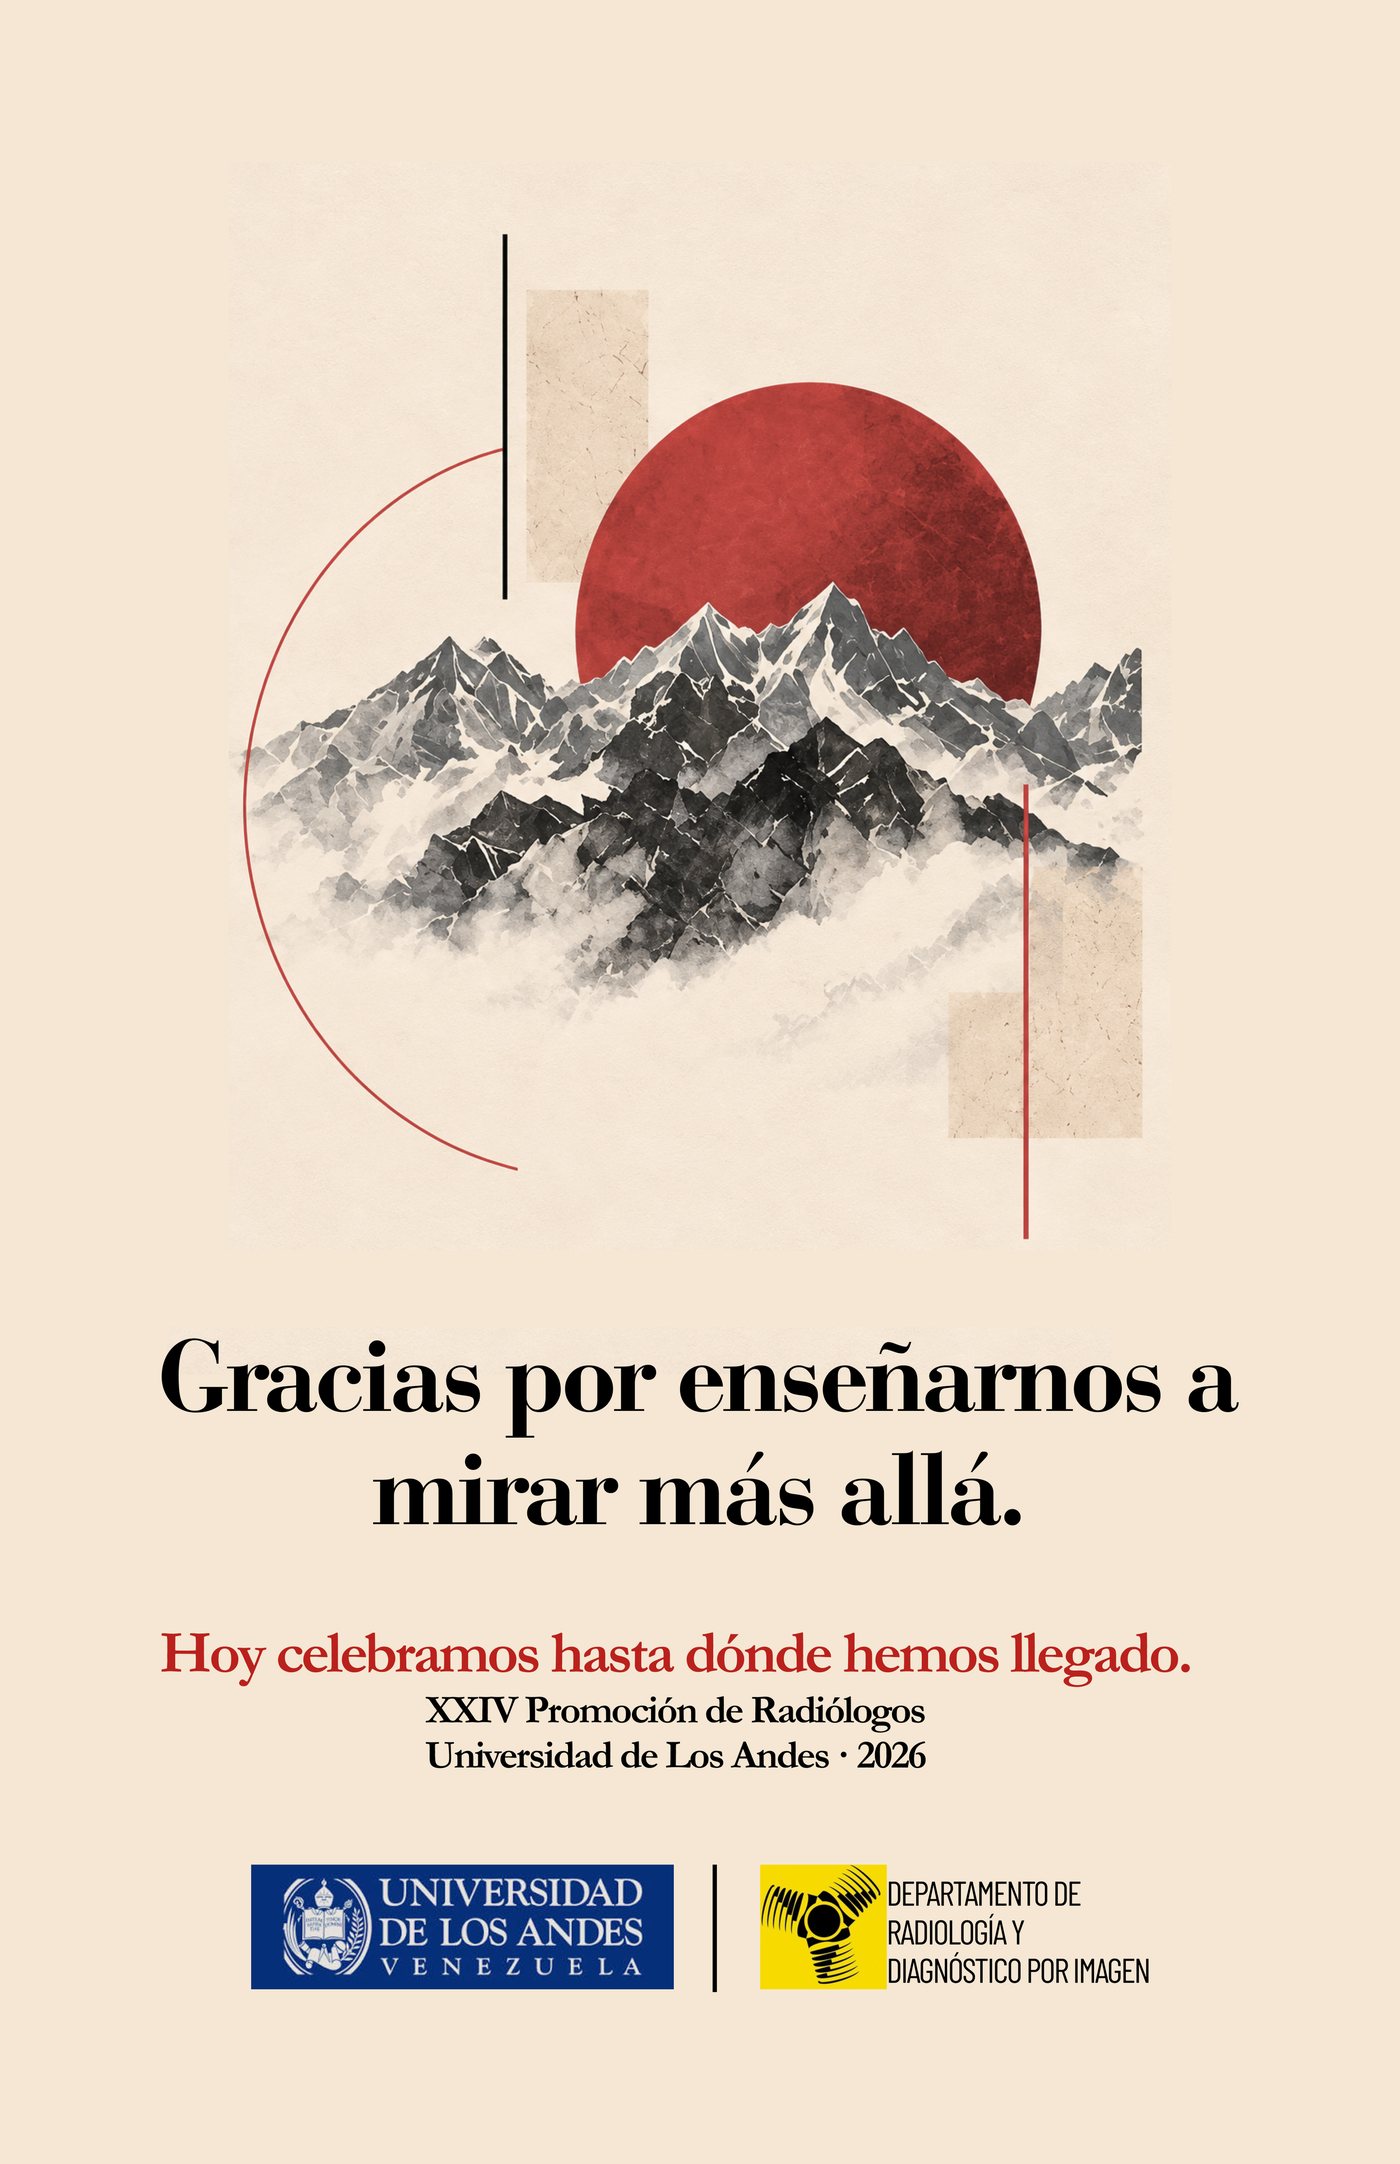 Gracias por enseñarnos a
mirar más allá.
Hoy celebramos hasta dónde hemos llegado.
XXIV Promoción de Radiólogos
Universidad de Los Andes · 2026
UNIVERSIDAD
DE LOS ANDES
VENEZUELA
DEPARTAMENTO DE
RADIOLOGÍA Y
DIAGNÓSTICO POR IMAGEN